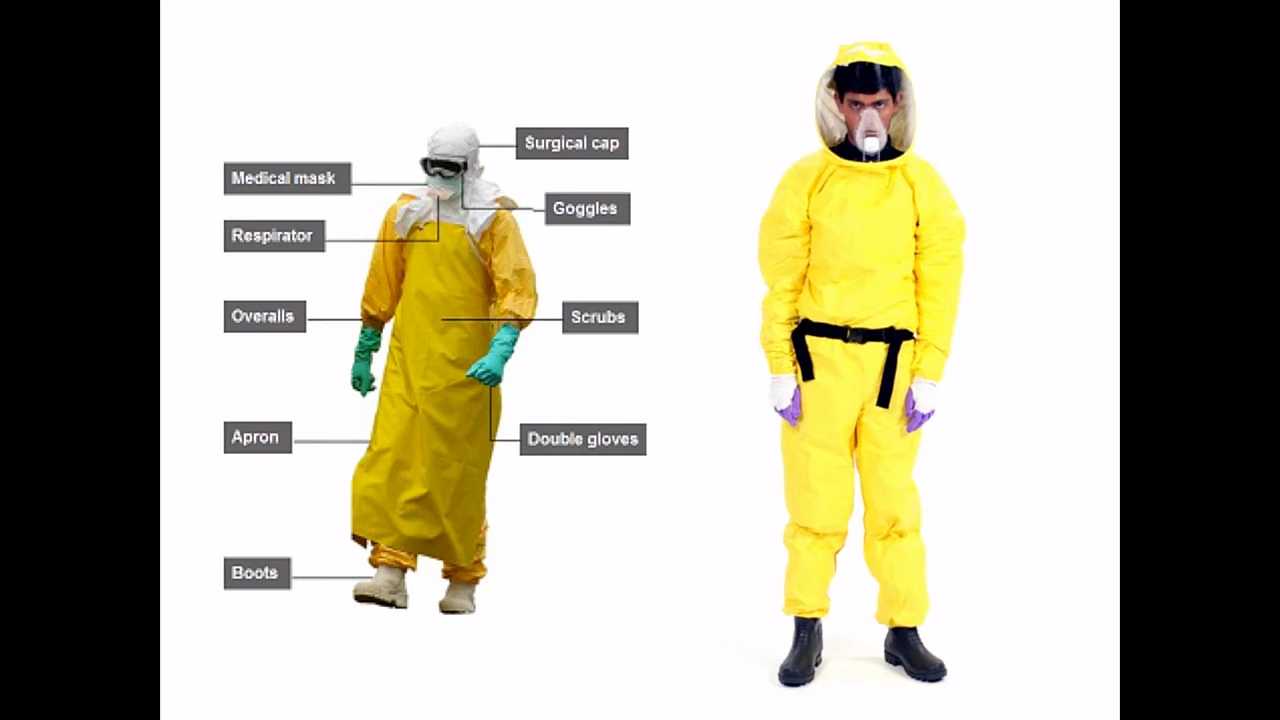 Surgical cap
Medical mask
Goggles
Respirator
Overalls
Scrubs
Apron
Double gloves
Boots